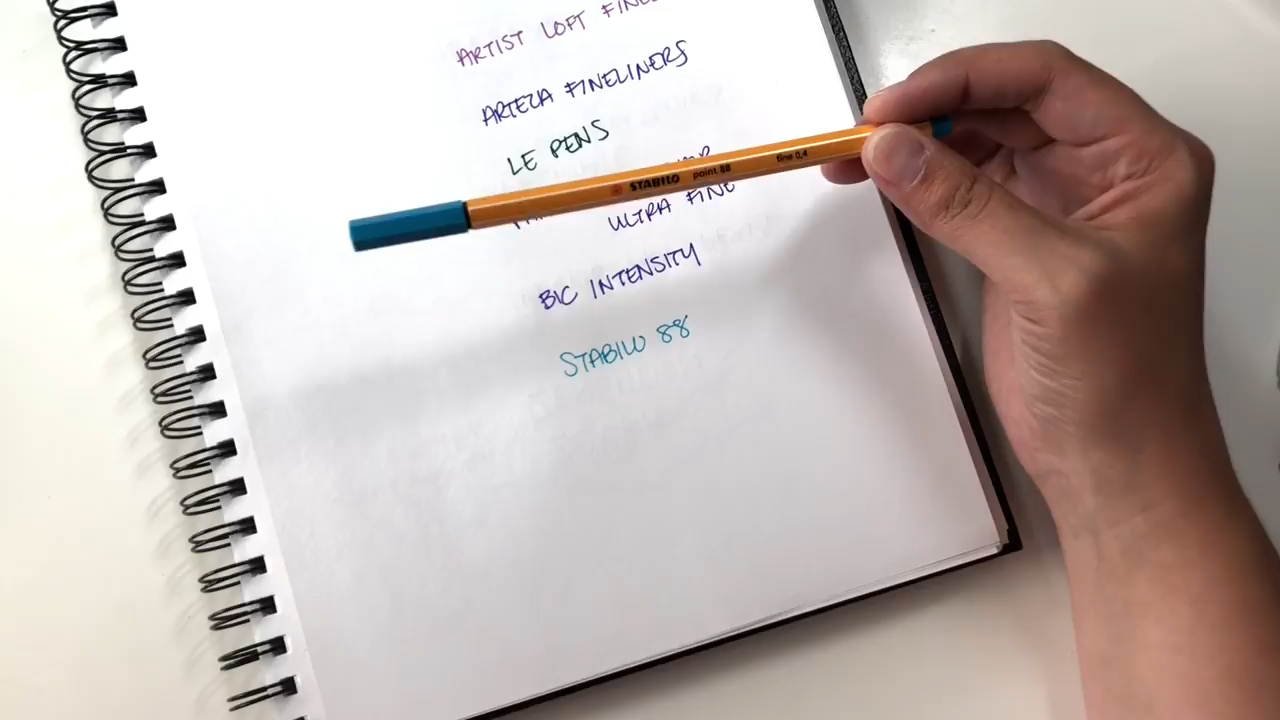 ARTIST LOFT
ARTEZA FINELINERS
LE PENS
STABILO point 88 fine 0,4
ULTRA FINE
BIC INTENSITY
STABILO 88